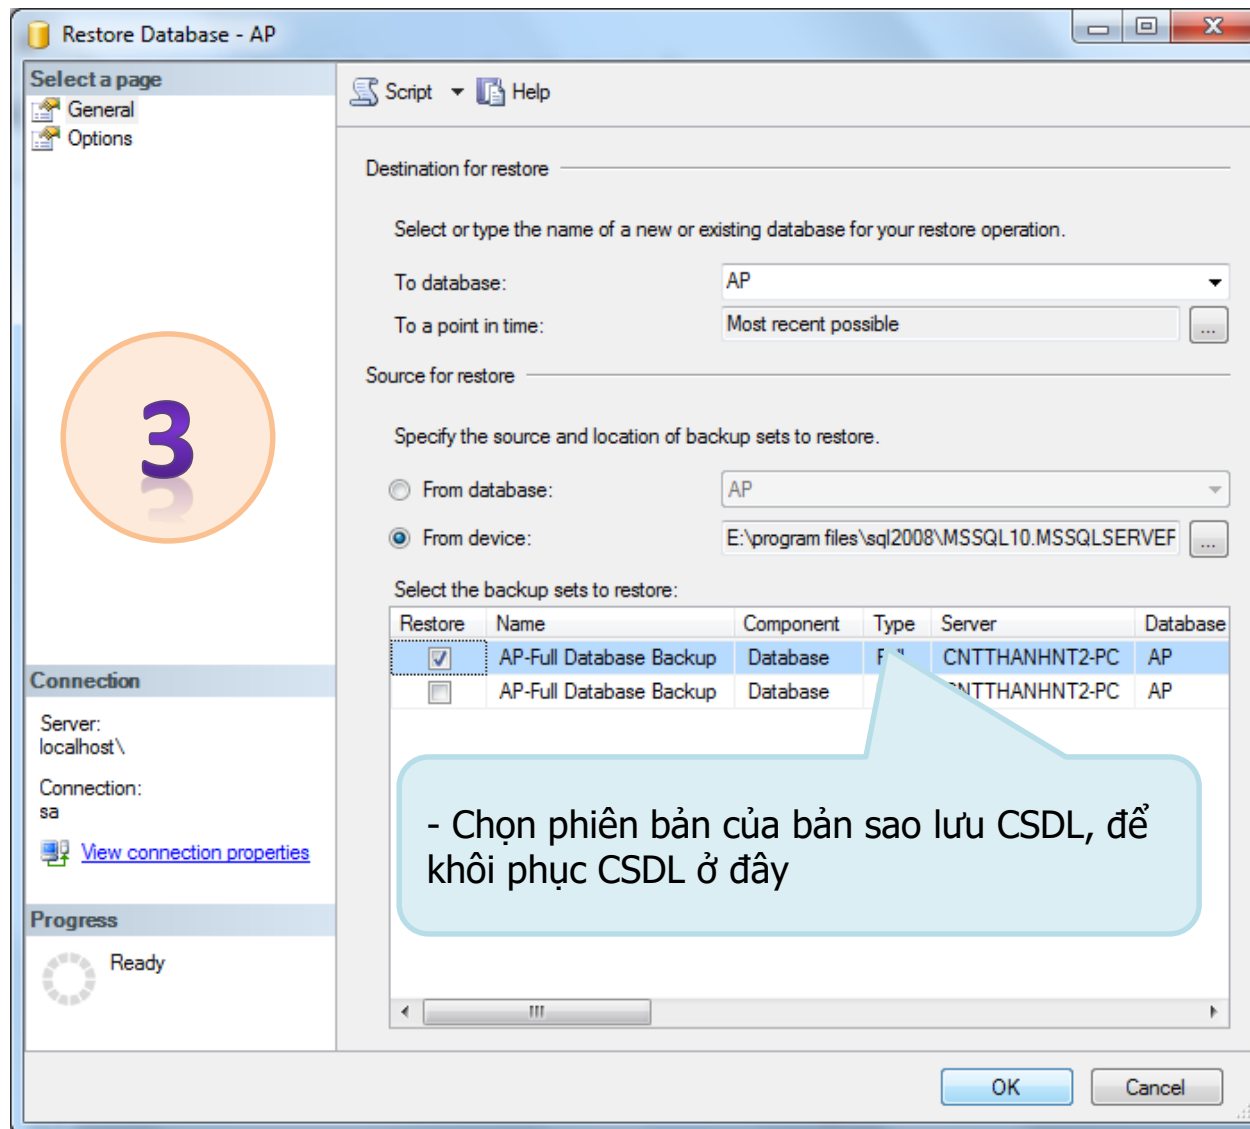 Restore Database - AP
Select a page
General
Options
Script
Help
Destination for restore
Select or type the name of a new or existing database for your restore operation.
To database:
AP
To a point in time:
Most recent possible
...
Source for restore
Specify the source and location of backup sets to restore.
From database:
AP
From device:
E:\program files\sql2008\MSSQL10.MSSQLSERVER
...
Select the backup sets to restore:
Restore Name Component Type Server Database
AP-Full Database Backup Database CNTTHANHNT2-PC AP
AP-Full Database Backup Database CNTTHANHNT2-PC AP
3
- Chọn phiên bản của bản sao lưu CSDL, để
khôi phục CSDL ở đây
Connection
Server:
localhost\
Connection:
sa
View connection properties
Progress
Ready
OK
Cancel